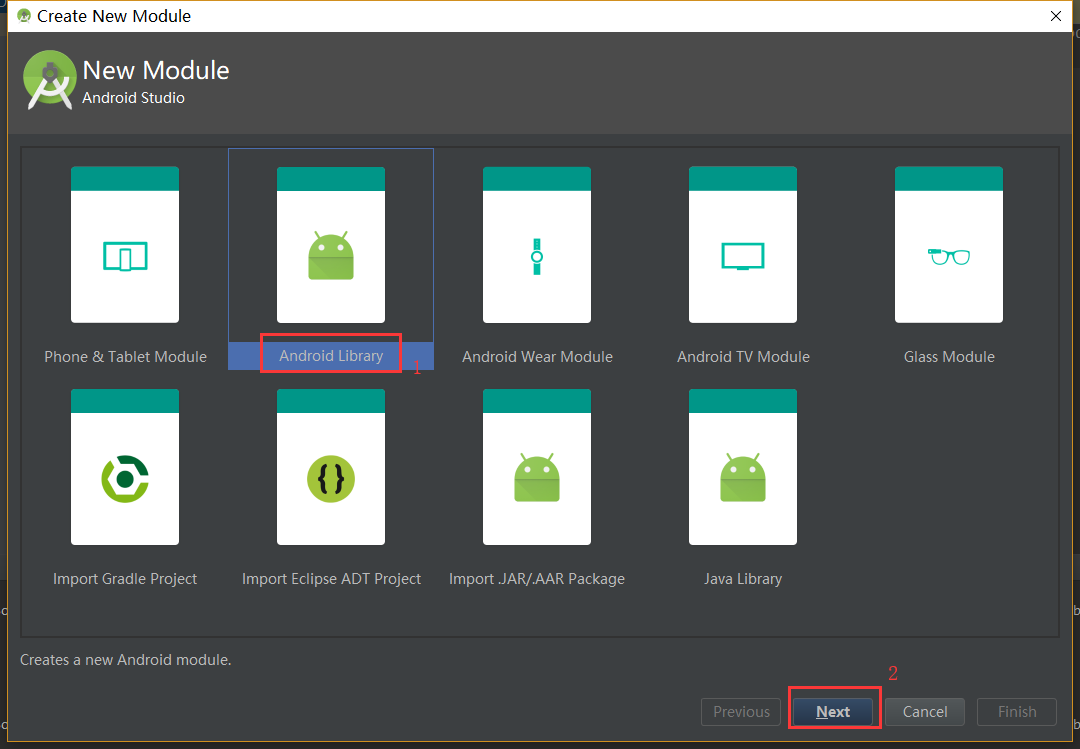 Create New Module
New Module
Android Studio
Phone & Tablet Module
Android Library
1
Android Wear Module
Android TV Module
Glass Module
Import Gradle Project
Import Eclipse ADT Project
Import .JAR/.AAR Package
Java Library
Creates a new Android module.
2
Previous
Next
Cancel
Finish